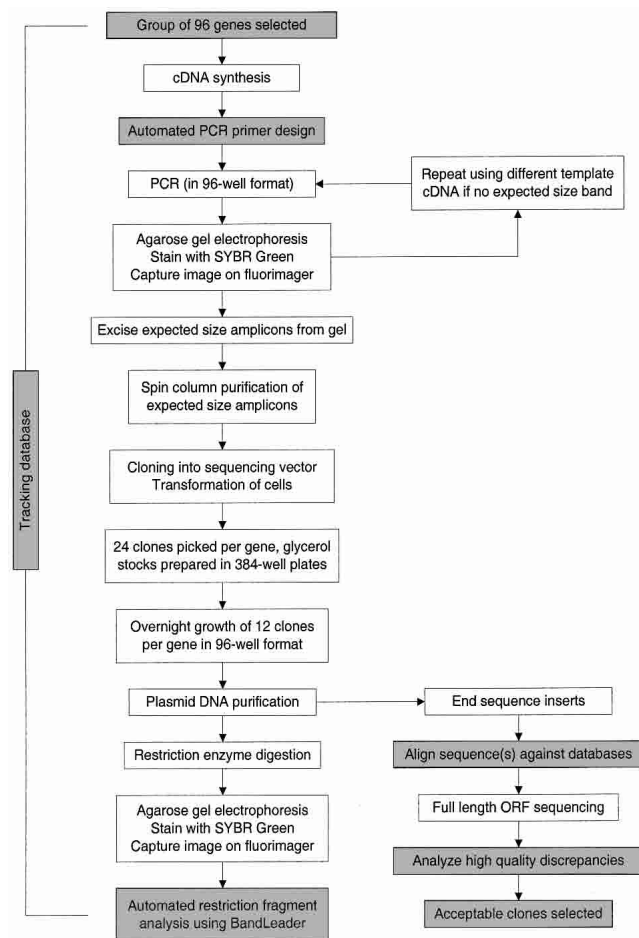 Group of 96 genes selected
cDNA synthesis
Automated PCR primer design
PCR (in 96-well format)
Repeat using different template
cDNA if no expected size band
Agarose gel electrophoresis
Stain with SYBR Green
Capture image on fluorimager
Excise expected size amplicons from gel
Spin column purification of
expected size amplicons
Tracking database
Cloning into sequencing vector
Transformation of cells
24 clones picked per gene, glycerol
stocks prepared in 384-well plates
Overnight growth of 12 clones
per gene in 96-well format
Plasmid DNA purification
End sequence inserts
Restriction enzyme digestion
Align sequence(s) against databases
Agarose gel electrophoresis
Stain with SYBR Green
Capture image on fluorimager
Full length ORF sequencing
Analyze high quality discrepancies
Automated restriction fragment
analysis using BandLeader
Acceptable clones selected